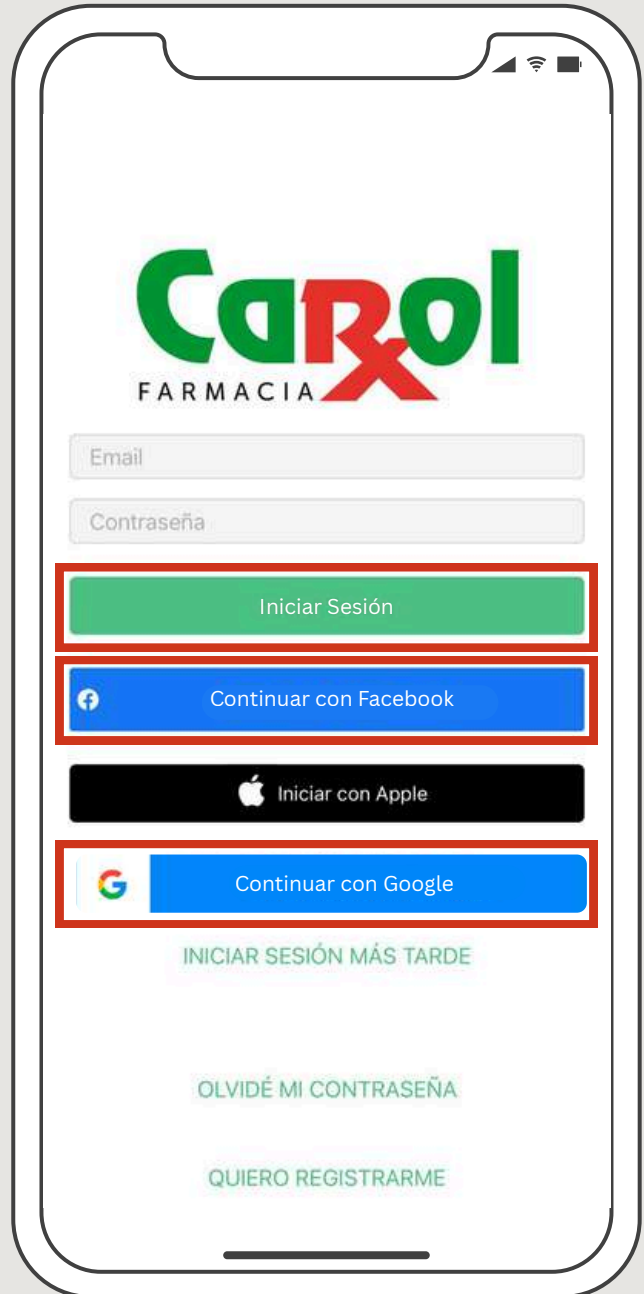 Carol
FARMACIA
Email
Contraseña
Iniciar Sesión
Continuar con Facebook
Iniciar con Apple
Continuar con Google
INICIAR SESIÓN MÁS TARDE
OLVIDÉ MI CONTRASEÑA
QUIERO REGISTRARME